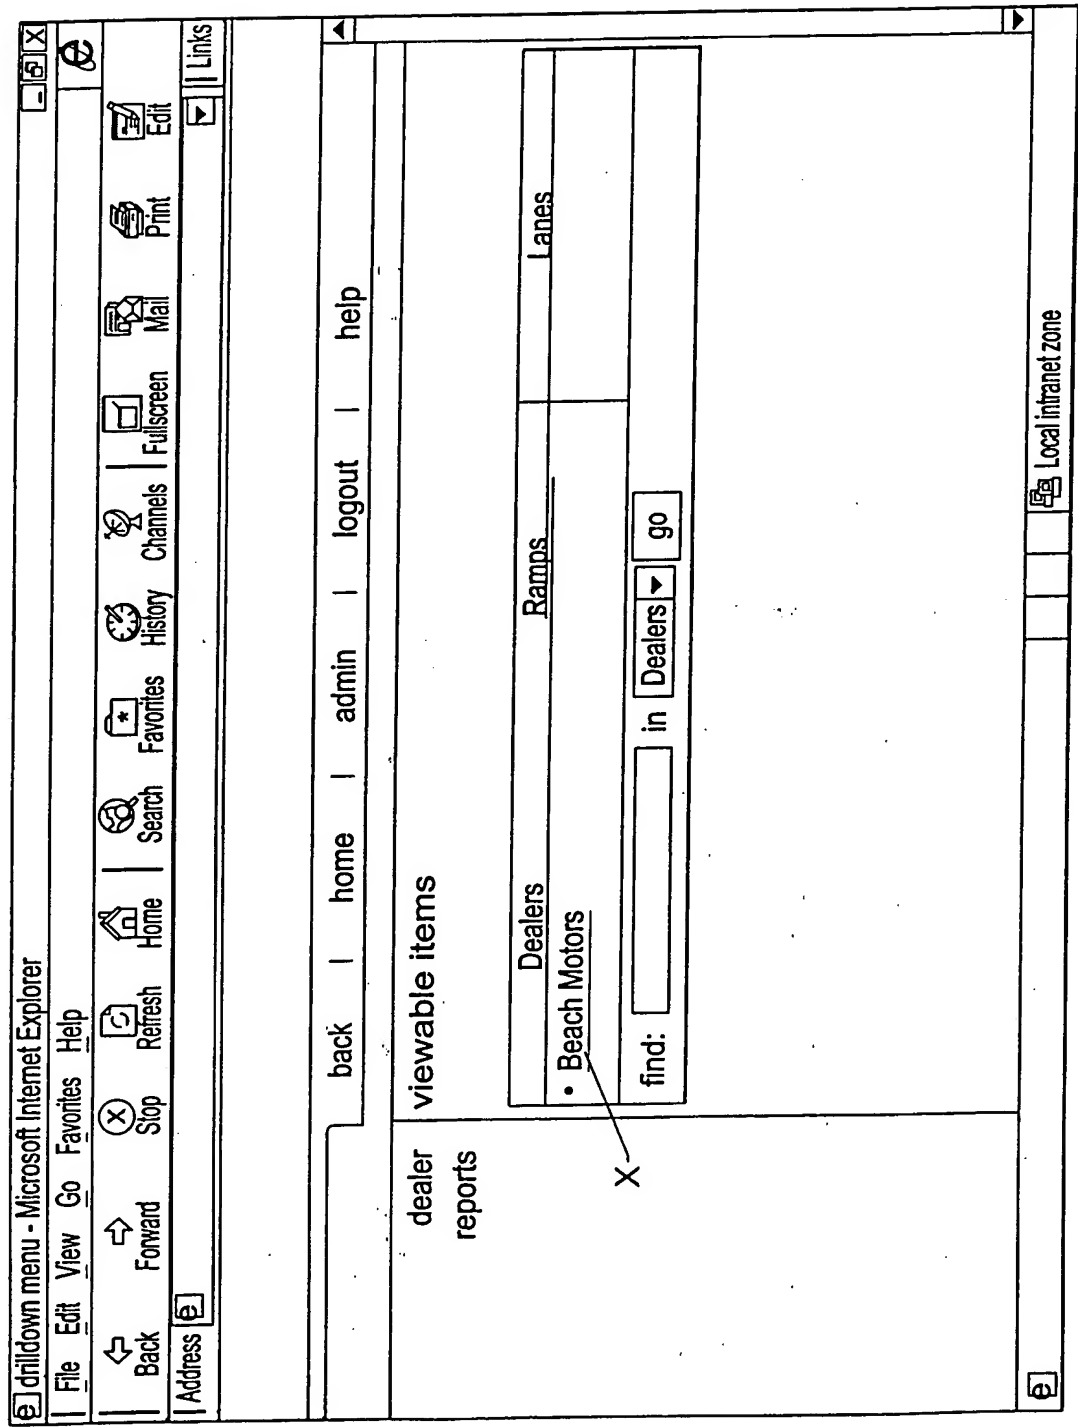 drilldown menu - Microsoft Internet Explorer
File Edit View Go Favorites Help
Back Forward Stop Refresh Home Search Favorites History Channels Fullscreen Mail Print Edit
Address Links
back | home | admin | logout | help
dealer
reports
viewable items
Dealers Ramps Lanes
• Beach Motors
find: in Dealers go
X
Local intranet zone